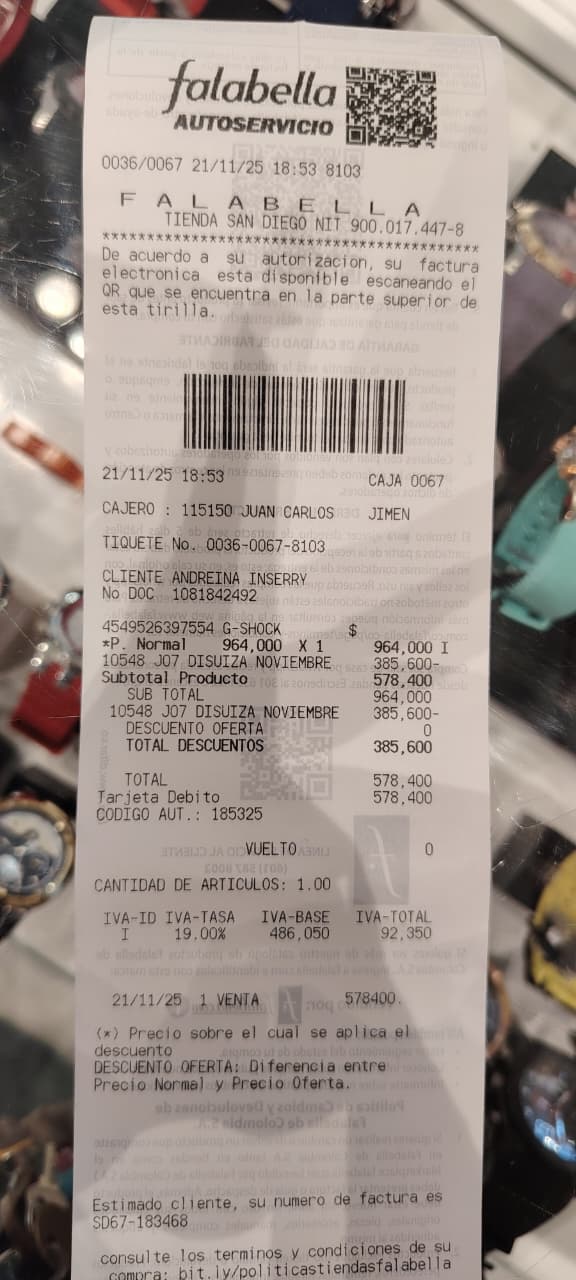 falabella
AUTOSERVICIO
0036/0067 21/11/25 18:53 8103
F A L A B E L L A
TIENDA SAN DIEGO NIT 900.017.447-8
******************************************
De acuerdo a su autorizacion, su factura
electronica esta disponible escaneando el
QR que se encuentra en la parte superior de
esta tirilla.
21/11/25 18:53 CAJA 0067
CAJERO : 115150 JUAN CARLOS JIMEN
TIQUETE No. 0036-0067-8103
CLIENTE ANDREINA INSERRY
No DOC 1081842492
4549526397554 G-SHOCK $
*P. Normal 964,000 X 1 964,000 I
10548 J07 DISUIZA NOVIEMBRE 385,600-
Subtotal Producto 578,400
SUB TOTAL 964,000
10548 J07 DISUIZA NOVIEMBRE 385,600-
DESCUENTO OFERTA 0
TOTAL DESCUENTOS 385,600
TOTAL 578,400
Tarjeta Debito 578,400
CODIGO AUT.: 185325
VUELTO 0
CANTIDAD DE ARTICULOS: 1.00
IVA-ID IVA-TASA IVA-BASE IVA-TOTAL
I 19.00% 486,050 92,350
21/11/25 1 VENTA 578400.
(*) Precio sobre el cual se aplica el
descuento
DESCUENTO OFERTA: Diferencia entre
Precio Normal y Precio Oferta.
Estimado cliente, su numero de factura es
SD67-183468
consulte los terminos y condiciones de su
compra: bit.ly/politicastiendasfalabella